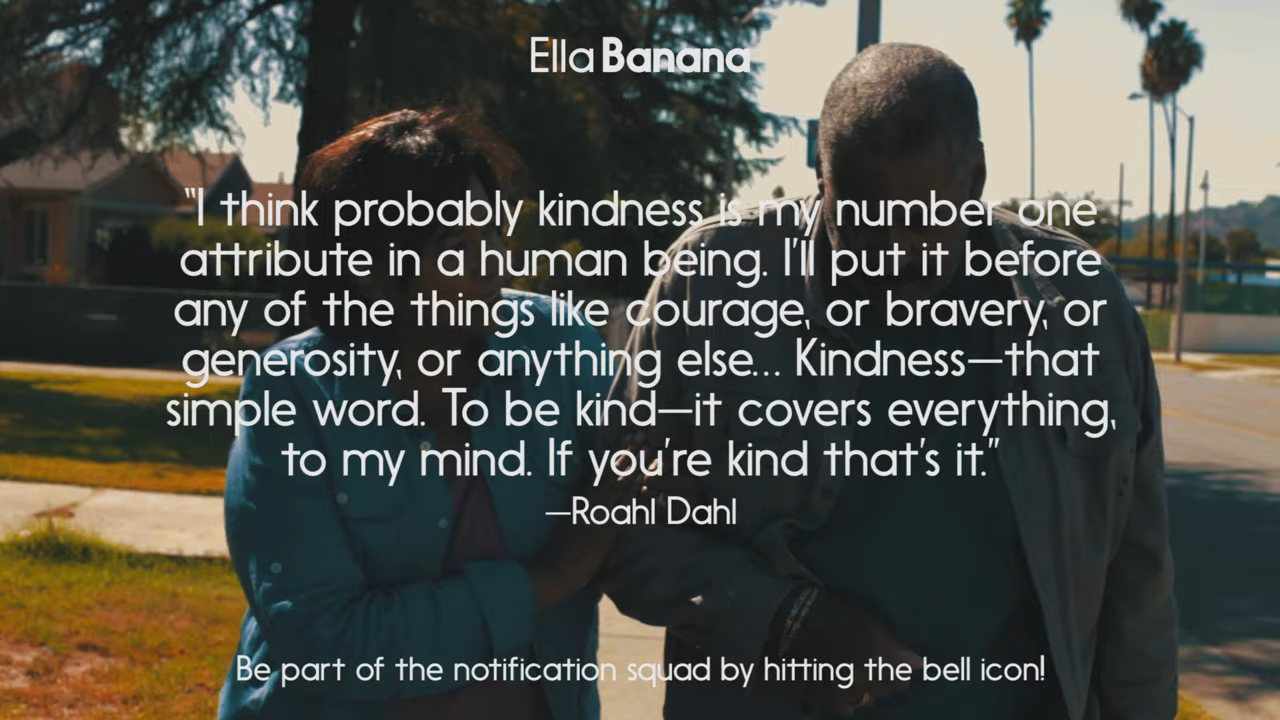 Ella Banana
"I think probably kindness is my number one
attribute in a human being. I'll put it before
any of the things like courage, or bravery, or
generosity, or anything else... Kindness—that
simple word. To be kind—it covers everything,
to my mind. If you're kind that's it."
—Roahl Dahl
Be part of the notification squad by hitting the bell icon!